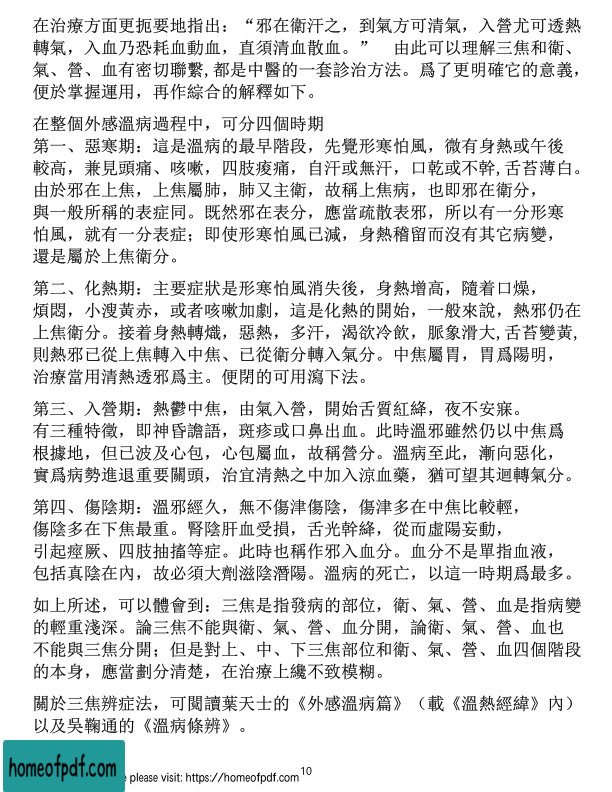 在治療方面更扼要地指出：“邪在衛汗之，到氣方可清氣，入營尤可透熱
轉氣，入血乃恐耗血動血，直須清血散血。” 由此可以理解三焦和衛、
氣、營、血有密切聯繫,都是中醫的一套診治方法。爲了更明確它的意義，
便於掌握運用，再作綜合的解釋如下。
在整個外感溫病過程中，可分四個時期
第一、惡寒期：這是溫病的最早階段，先覺形寒怕風，微有身熱或午後
較高，兼見頭痛、咳嗽，四肢痠痛，自汗或無汗，口乾或不幹,舌苔薄白。
由於邪在上焦，上焦屬肺，肺又主衛，故稱上焦病，也即邪在衛分，
與一般所稱的表症同。既然邪在表分，應當疏散表邪，所以有一分形寒
怕風，就有一分表症；即使形寒怕風已減，身熱稽留而沒有其它病變，
還是屬於上焦衛分。
第二、化熱期：主要症狀是形寒怕風消失後，身熱增高，隨着口燥，
煩悶，小溲黃赤，或者咳嗽加劇，這是化熱的開始，一般來說，熱邪仍在
上焦衛分。接着身熱轉熾，惡熱，多汗，渴欲冷飲，脈象滑大,舌苔變黃,
則熱邪已從上焦轉入中焦、已從衛分轉入氣分。中焦屬胃，胃爲陽明，
治療當用清熱透邪爲主。便閉的可用瀉下法。
第三、入營期：熱鬱中焦，由氣入營，開始舌質紅絳，夜不安寐。
有三種特徵，即神昏譫語，斑疹或口鼻出血。此時溫邪雖然仍以中焦爲
根據地，但已波及心包，心包屬血，故稱營分。溫病至此，漸向惡化，
實爲病勢進退重要關頭，治宜清熱之中加入涼血藥，猶可望其迴轉氣分。
第四、傷陰期：溫邪經久，無不傷津傷陰，傷津多在中焦比較輕，
傷陰多在下焦最重。腎陰肝血受損，舌光幹絳，從而虛陽妄動，
引起痙厥、四肢抽搐等症。此時也稱作邪入血分。血分不是單指血液，
包括真陰在內，故必須大劑滋陰潛陽。溫病的死亡，以這一時期爲最多。
如上所述，可以體會到：三焦是指發病的部位，衛、氣、營、血是指病變
的輕重淺深。論三焦不能與衛、氣、營、血分開，論衛、氣、營、血也
不能與三焦分開；但是對上、中、下三焦部位和衛、氣、營、血四個階段
的本身，應當劃分清楚，在治療上纔不致模糊。
關於三焦辨症法，可閱讀葉天士的《外感溫病篇》（載《溫熱經緯》內）
以及吳鞠通的《溫病條辨》。
homeofpdf.com
please visit: https://homeofpdf.com
10